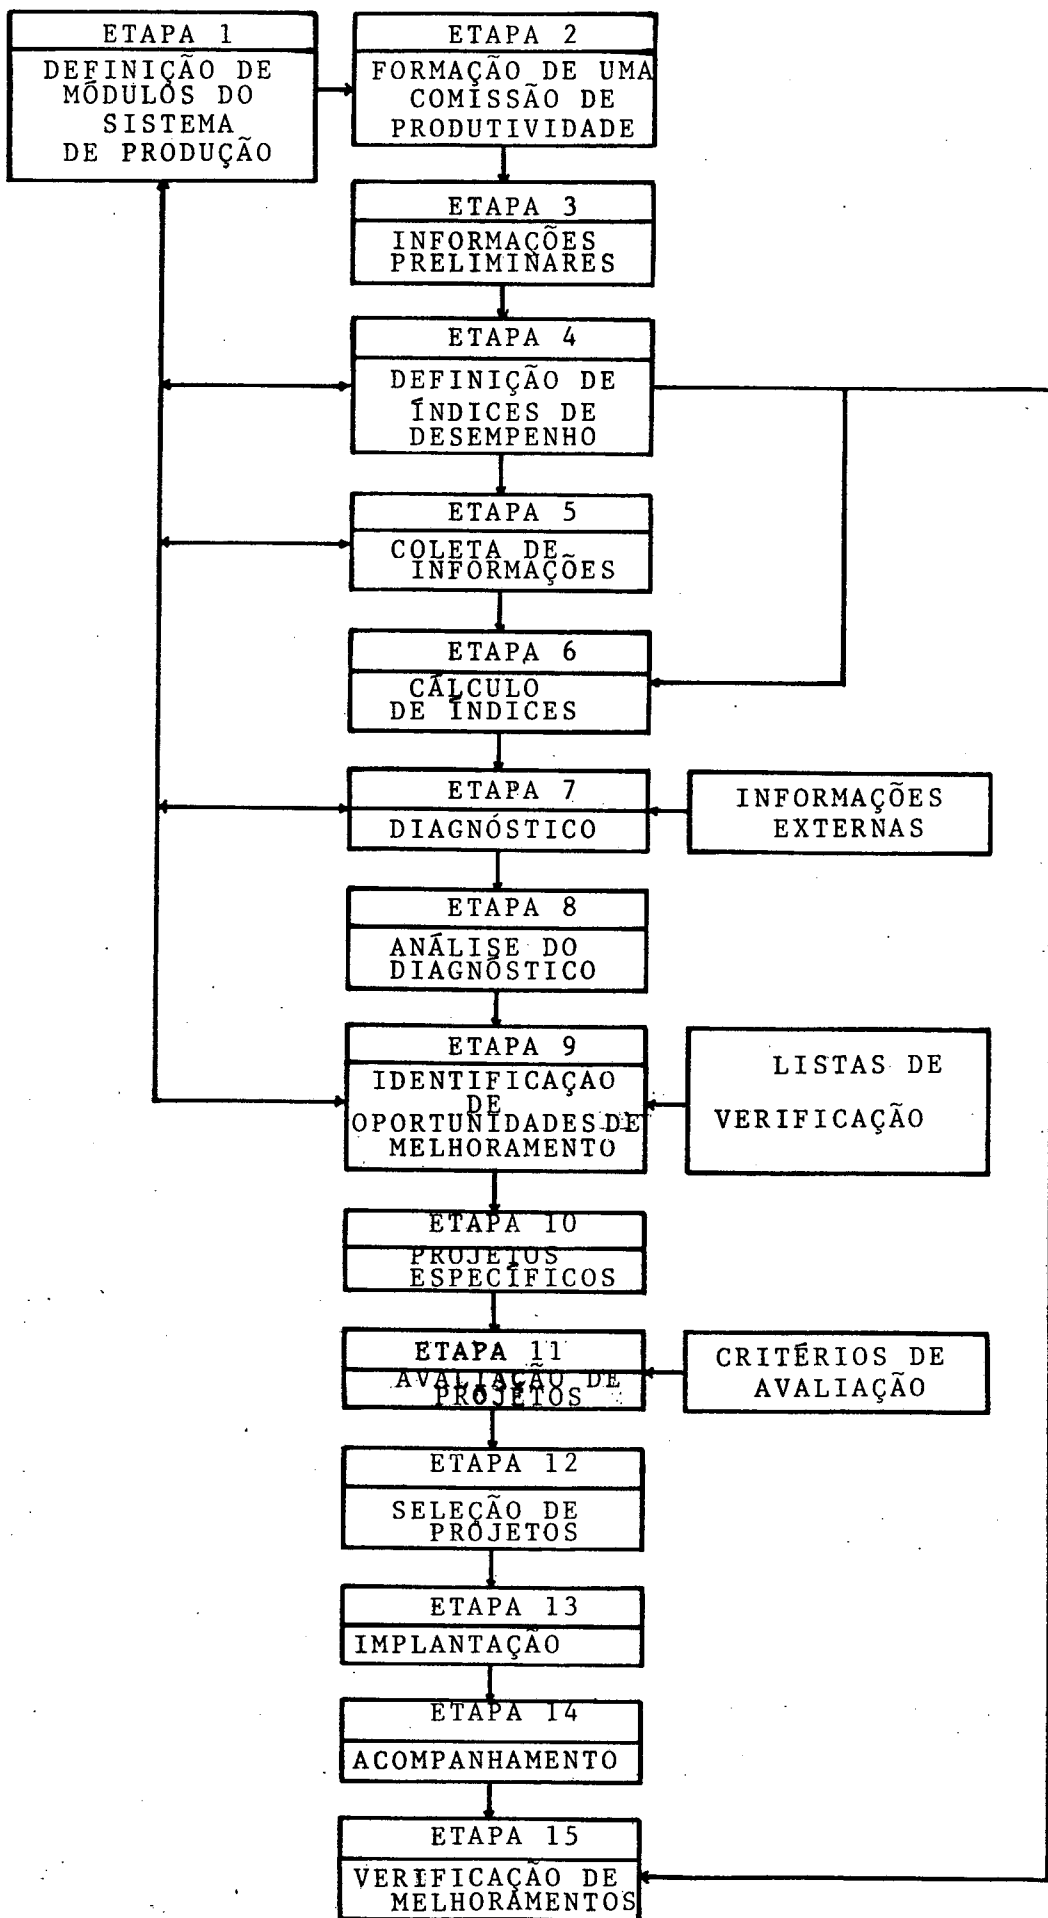 ETAPA 1
DEFINIÇÃO DE
MÓDULOS DO
SISTEMA
DE PRODUÇÃO
ETAPA 2
FORMAÇÃO DE UMA
COMISSÃO DE
PRODUTIVIDADE
ETAPA 3
INFORMAÇÕES
PRELIMINARES
ETAPA 4
DEFINIÇÃO DE
ÍNDICES DE
DESEMPENHO
ETAPA 5
COLETA DE
INFORMAÇÕES
ETAPA 6
CÁLCULO
DE ÍNDICES
ETAPA 7
DIAGNÓSTICO
INFORMAÇÕES
EXTERNAS
ETAPA 8
ANÁLISE DO
DIAGNÓSTICO
ETAPA 9
IDENTIFICAÇÃO
DE
OPORTUNIDADES DE
MELHORAMENTO
LISTAS DE
VERIFICAÇÃO
ETAPA 10
PROJETOS
ESPECÍFICOS
ETAPA 11
AVALIAÇÃO DE
PROJETOS
CRITÉRIOS DE
AVALIAÇÃO
ETAPA 12
SELEÇÃO DE
PROJETOS
ETAPA 13
IMPLANTAÇÃO
ETAPA 14
ACOMPANHAMENTO
ETAPA 15
VERIFICAÇÃO DE
MELHORAMENTOS